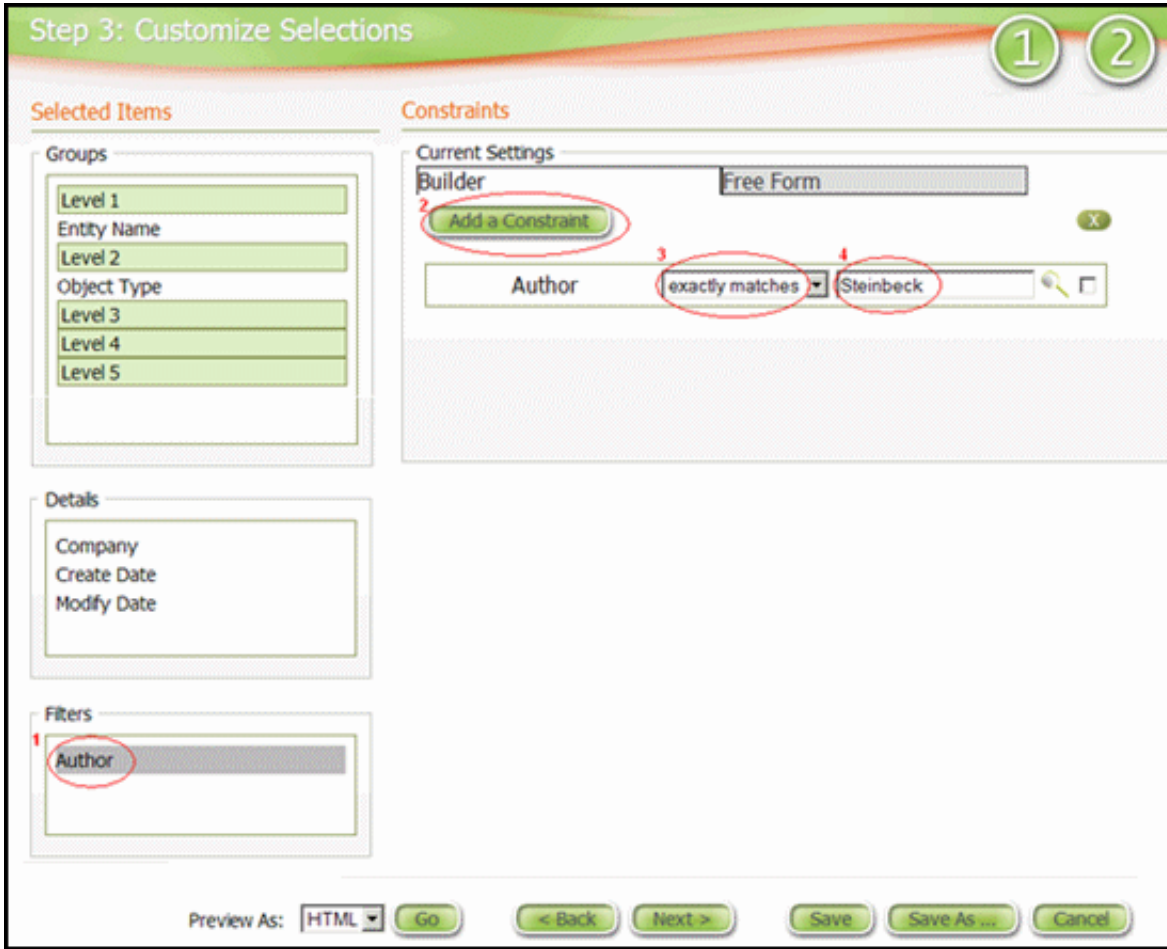 Step 3: Customize Selections
1 2
Selected Items
Constraints
Groups
Level 1
Entity Name
Level 2
Object Type
Level 3
Level 4
Level 5
Current Settings
Builder Free Form
2 Add a Constraint X
3 4
Author exactly matches Steinbeck
Details
Company
Create Date
Modify Date
Filters
1
Author
Preview As: HTML Go < Back Next > Save Save As ... Cancel